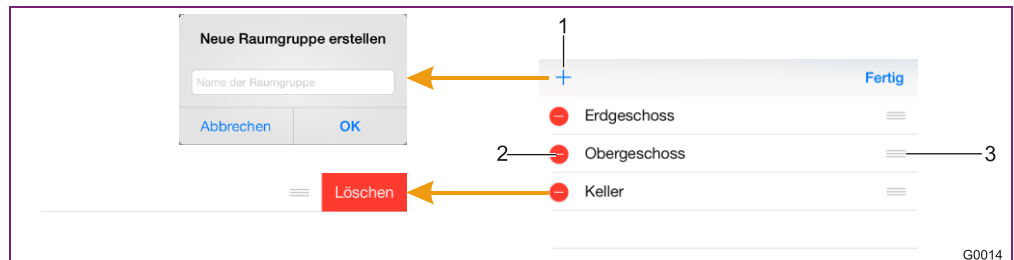 Neue Raumgruppe erstellen
Name der Raumgruppe
Abbrechen
OK
Löschen
1
+
Fertig
Erdgeschoss
2
Obergeschoss
3
Keller
G0014